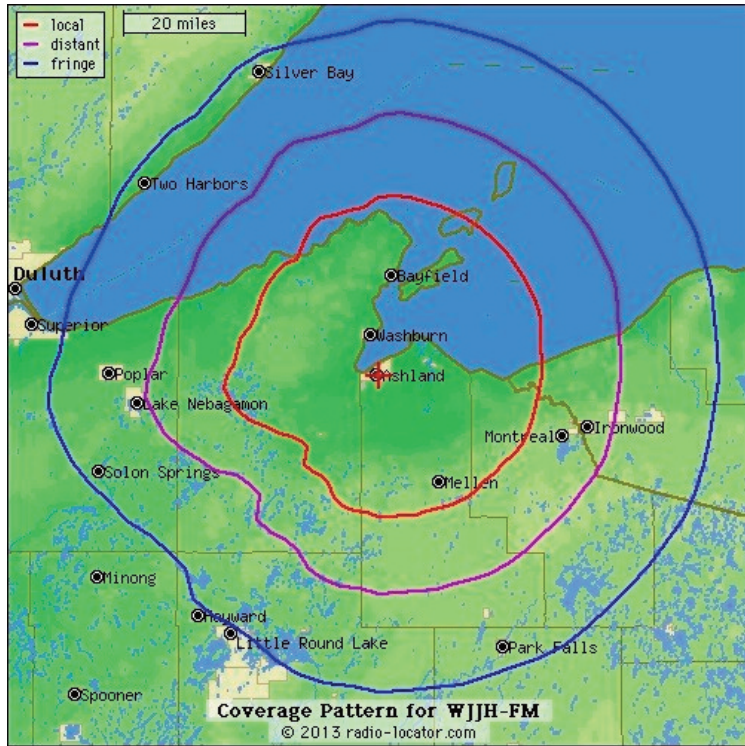 local
distant
fringe
20 miles
Silver Bay
Two Harbors
Duluth
Bayfield
Superior
Washburn
Poplar
Ashland
Lake Nebagamon
Ironwood
Montreal
Solon Springs
Mellen
Minong
Hayward
Little Round Lake
Park Falls
Spooner
Coverage Pattern for WJJH-FM
© 2013 radio-locator.com